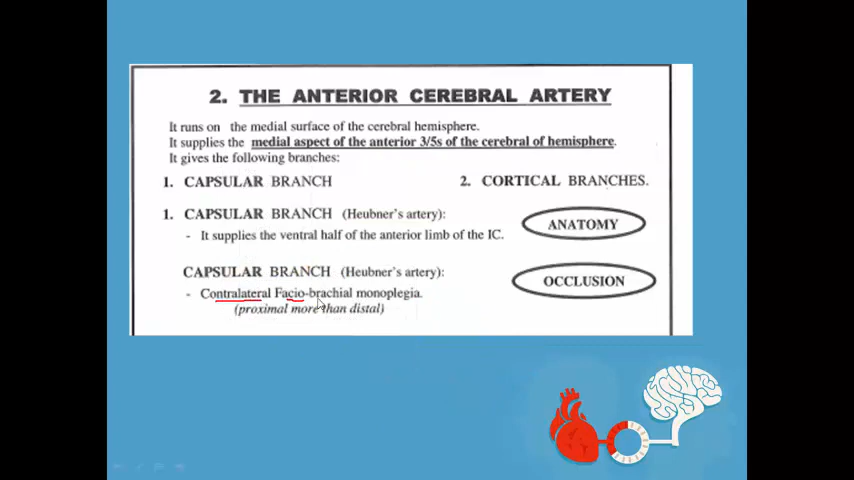 2. THE ANTERIOR CEREBRAL ARTERY
It runs on the medial surface of the cerebral hemisphere.
It supplies the medial aspect of the anterior 3/5s of the cerebral of hemisphere.
It gives the following branches:
1. CAPSULAR BRANCH 2. CORTICAL BRANCHES.
1. CAPSULAR BRANCH (Heubner's artery): ANATOMY
- It supplies the ventral half of the anterior limb of the IC.
CAPSULAR BRANCH (Heubner's artery): OCCLUSION
- Contralateral Facio-brachial monoplegia.
(proximal more than distal)